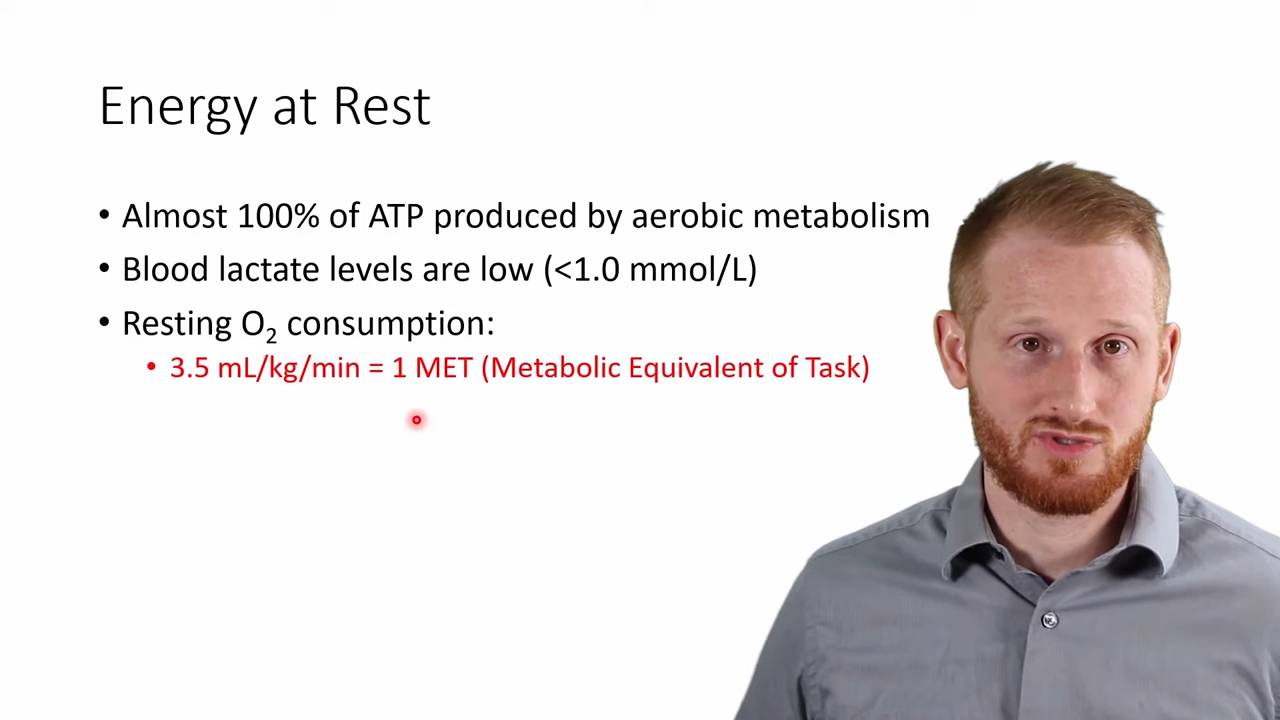 Energy at Rest
• Almost 100% of ATP produced by aerobic metabolism
• Blood lactate levels are low (<1.0 mmol/L)
• Resting O₂ consumption:
• 3.5 mL/kg/min = 1 MET (Metabolic Equivalent of Task)